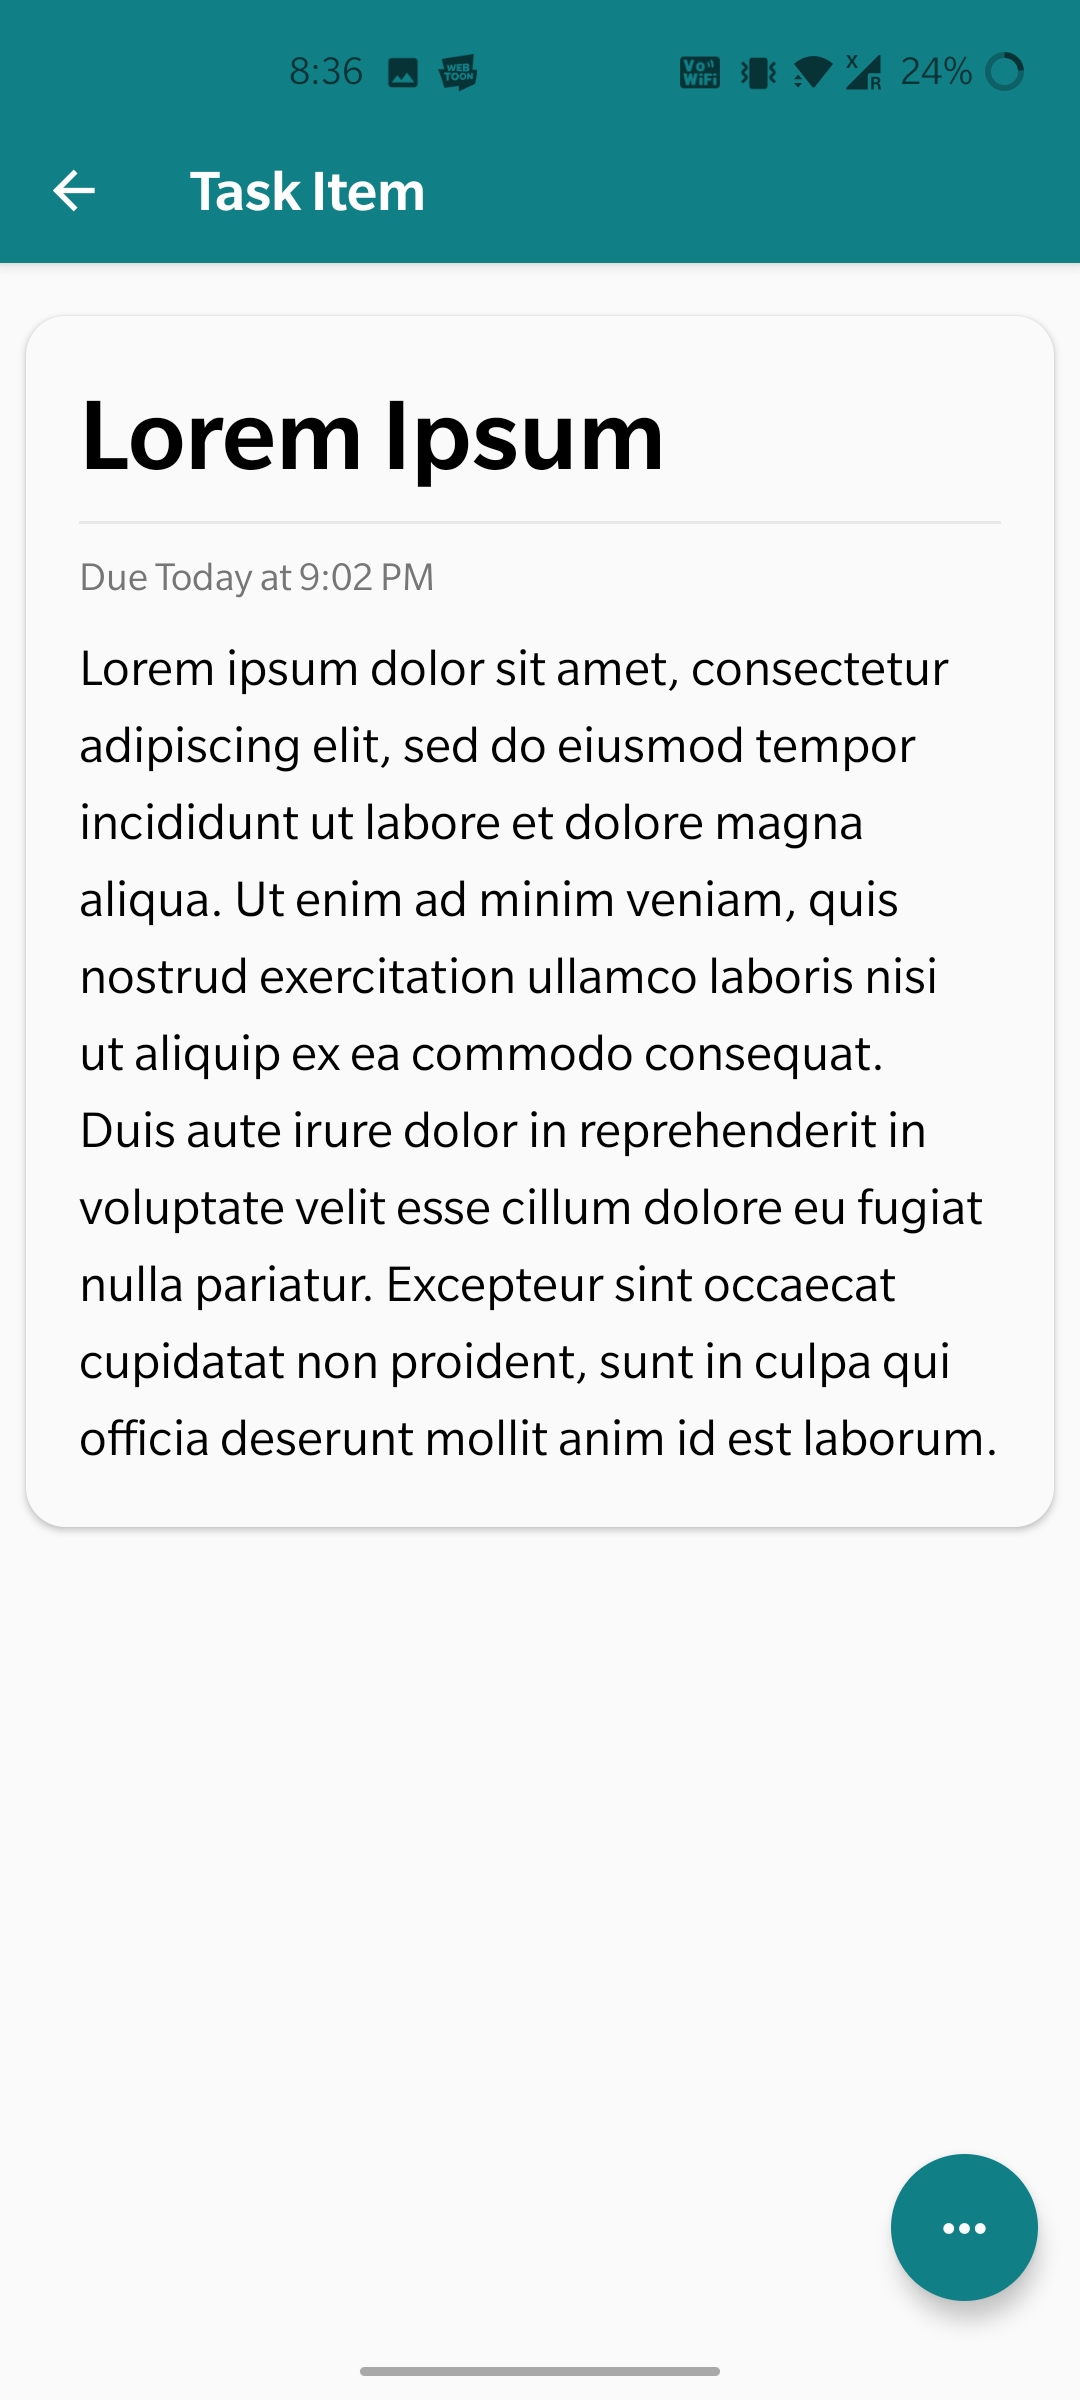 8:36 WEB TOON Vo WiFi X R 24%
Task Item
Lorem Ipsum
Due Today at 9:02 PM
Lorem ipsum dolor sit amet, consectetur
adipiscing elit, sed do eiusmod tempor
incididunt ut labore et dolore magna
aliqua. Ut enim ad minim veniam, quis
nostrud exercitation ullamco laboris nisi
ut aliquip ex ea commodo consequat.
Duis aute irure dolor in reprehenderit in
voluptate velit esse cillum dolore eu fugiat
nulla pariatur. Excepteur sint occaecat
cupidatat non proident, sunt in culpa qui
officia deserunt mollit anim id est laborum.